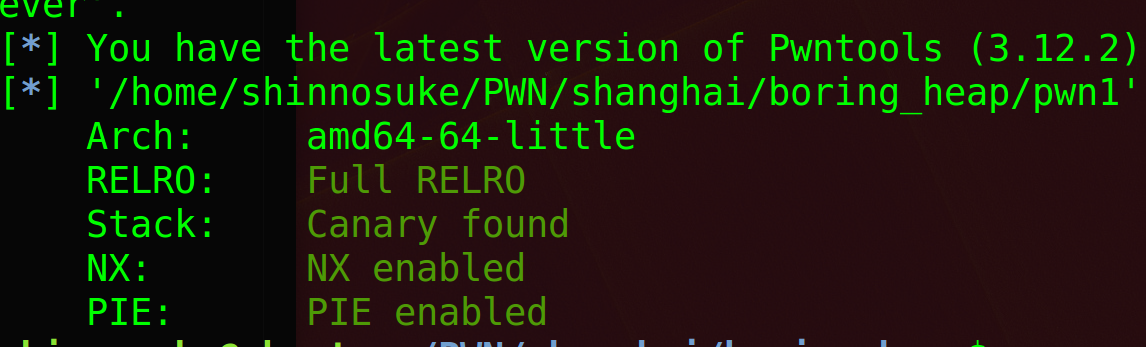 ever".
[*] You have the latest version of Pwntools (3.12.2)
[*] '/home/shinnosuke/PWN/shanghai/boring_heap/pwn1'
Arch: amd64-64-little
RELRO: Full RELRO
Stack: Canary found
NX: NX enabled
PIE: PIE enabled